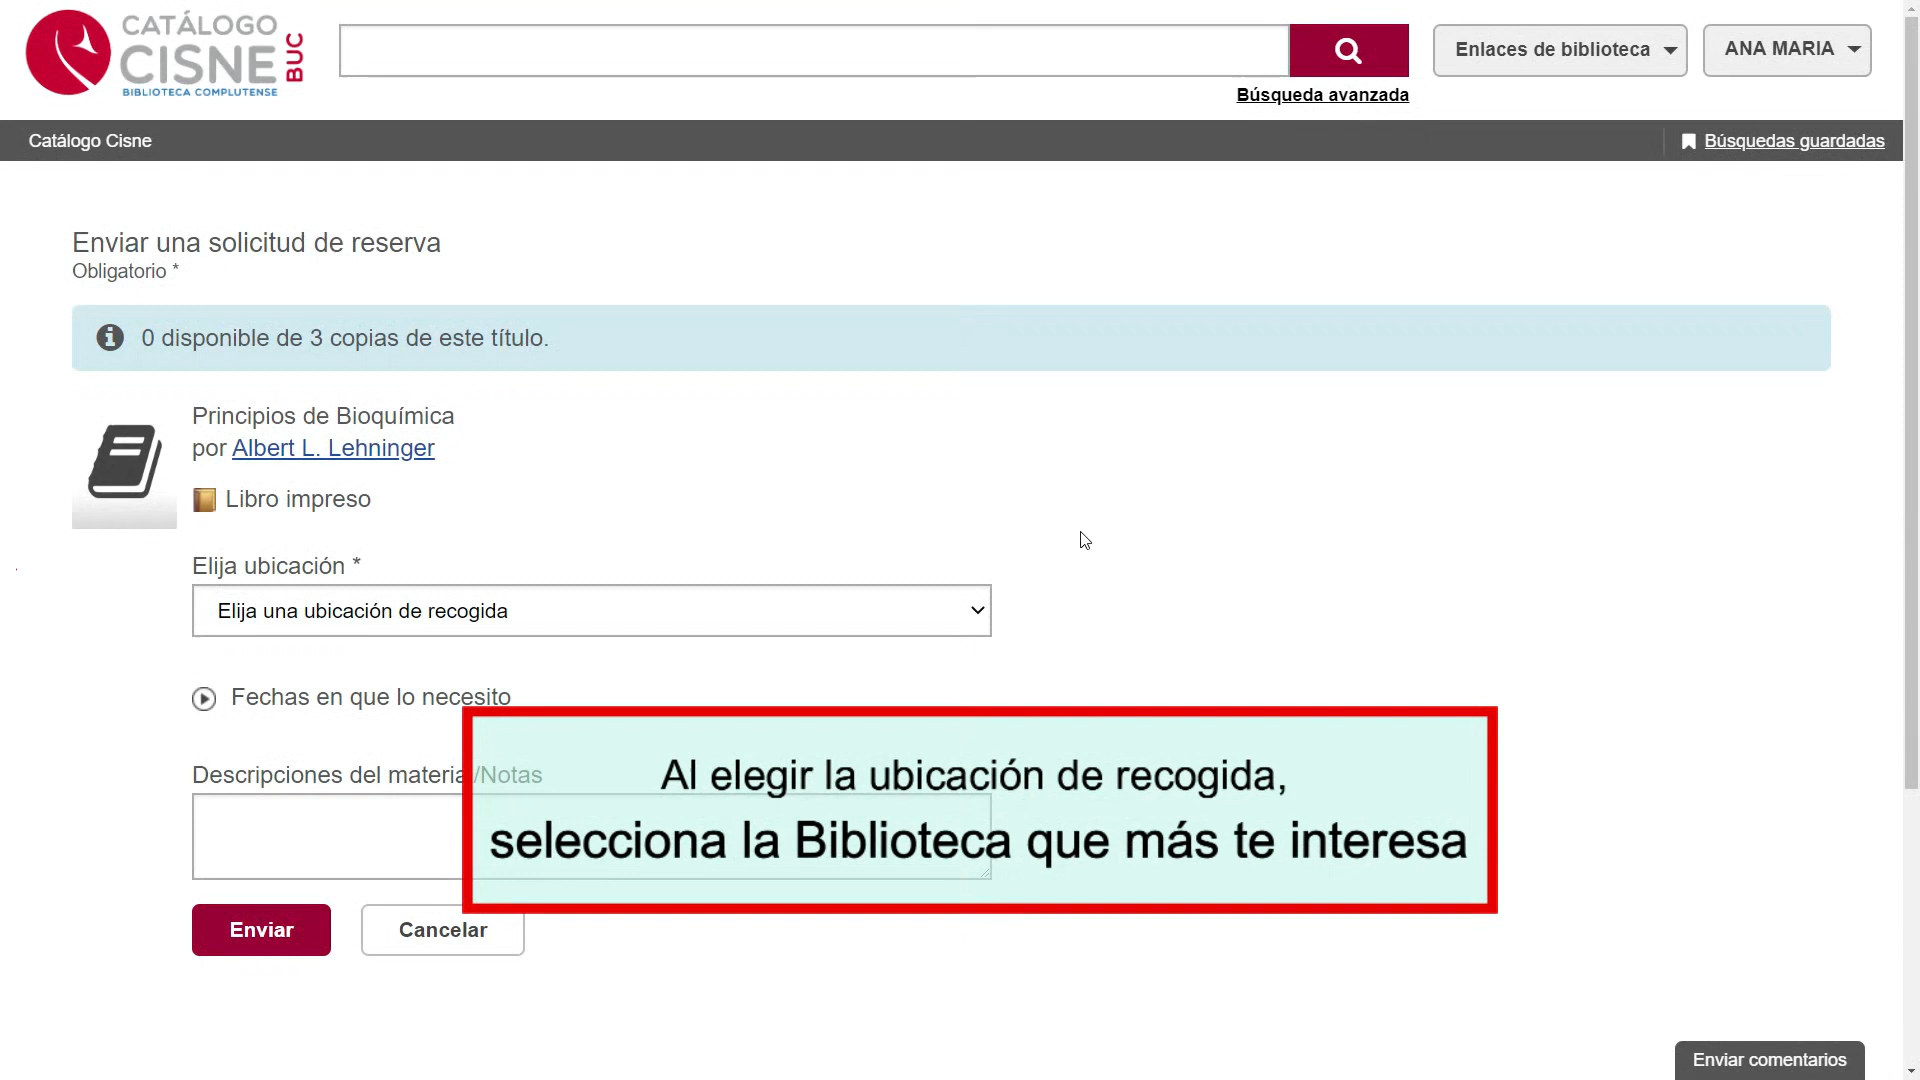 CATÁLOGO
CISNE
BUC
BIBLIOTECA COMPLUTENSE
Enlaces de biblioteca
ANA MARIA
Búsqueda avanzada
Catálogo Cisne
Búsquedas guardadas
Enviar una solicitud de reserva
Obligatorio *
0 disponible de 3 copias de este título.
Principios de Bioquímica
por Albert L. Lehninger
Libro impreso
Elija ubicación *
Elija una ubicación de recogida
Fechas en que lo necesito
Descripciones del material/Notas
Al elegir la ubicación de recogida,
selecciona la Biblioteca que más te interesa
Enviar
Cancelar
Enviar comentarios